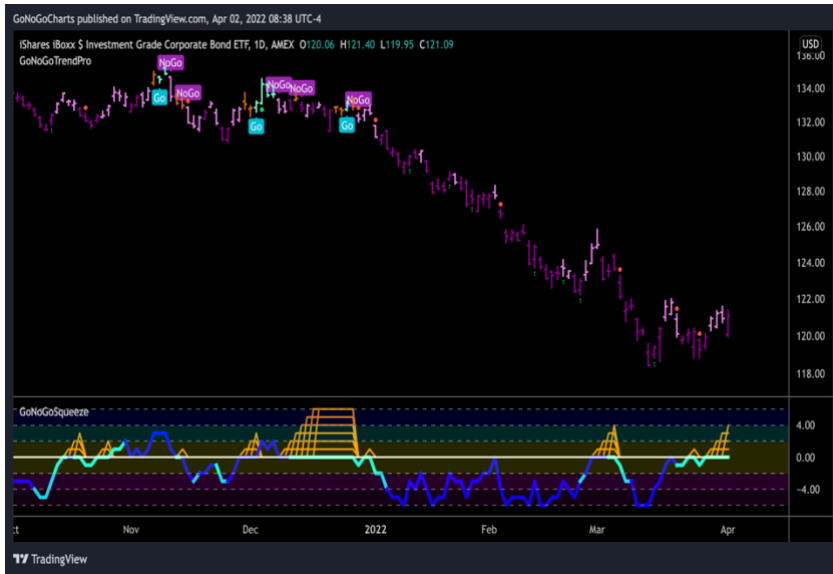 GoNoGoCharts published on TradingView.com, Apr 02, 2022 08:38 UTC-4
iShares iBoxx $ Investment Grade Corporate Bond ETF, 1D, AMEX O120.06 H121.40 L119.95 C121.09
USD
GoNoGoTrendPro
136.00
NoGo
134.00
Go
NoGo
NoGo
NoGo
NoGo
132.00
Go
Go
130.00
128.00
126.00
124.00
122.00
120.00
118.00
GoNoGoSqueeze
4.00
0.00
−4.00
Nov
Dec
2022
Feb
Mar
Apr
TradingView